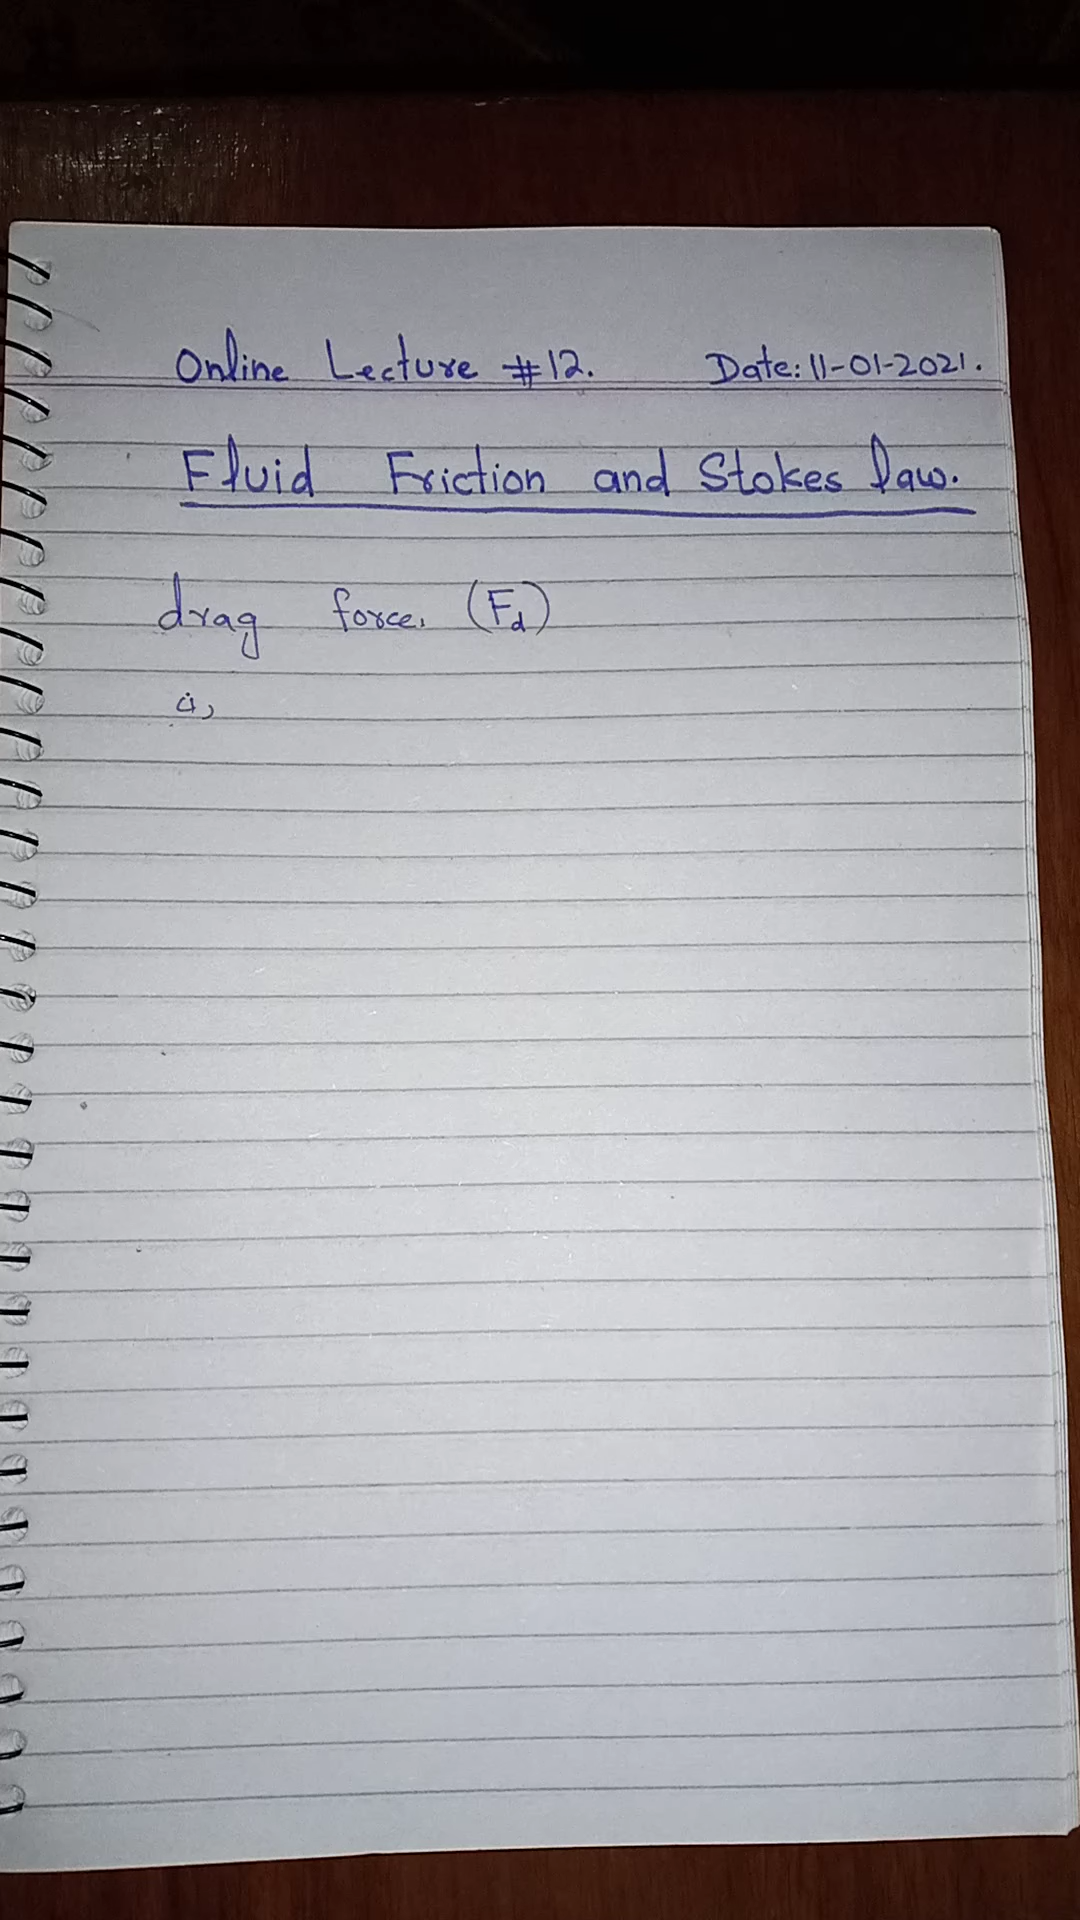 Online Lecture #12. Date: 11-01-2021.
Fluid Friction and Stokes law.
drag force. (Fd)